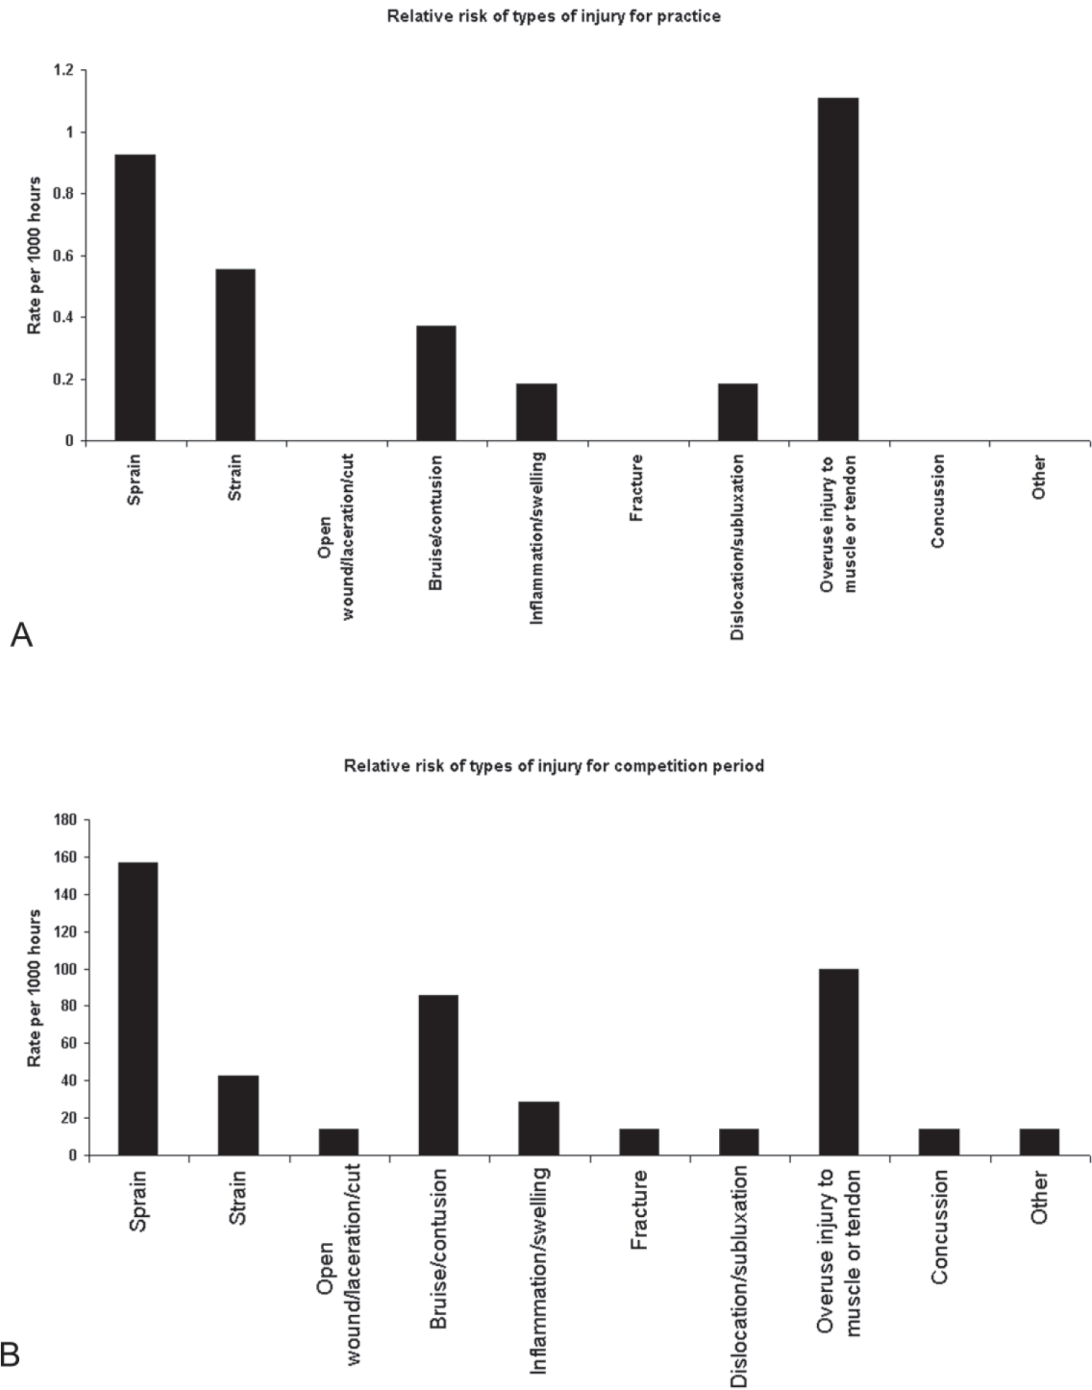 Relative risk of types of injury for practice
Rate per 1000 hours
1.2
1
0.8
0.6
0.4
0.2
0
Sprain
Strain
Open
wound/laceration/cut
Bruise/contusion
Inflammation/swelling
Fracture
Dislocation/subluxation
Overuse injury to
muscle or tendon
Concussion
Other
A
Relative risk of types of injury for competition period
Rate per 1000 hours
180
160
140
120
100
80
60
40
20
0
Sprain
Strain
Open
wound/laceration/cut
Bruise/contusion
Inflammation/swelling
Fracture
Dislocation/subluxation
Overuse injury to
muscle or tendon
Concussion
Other
B